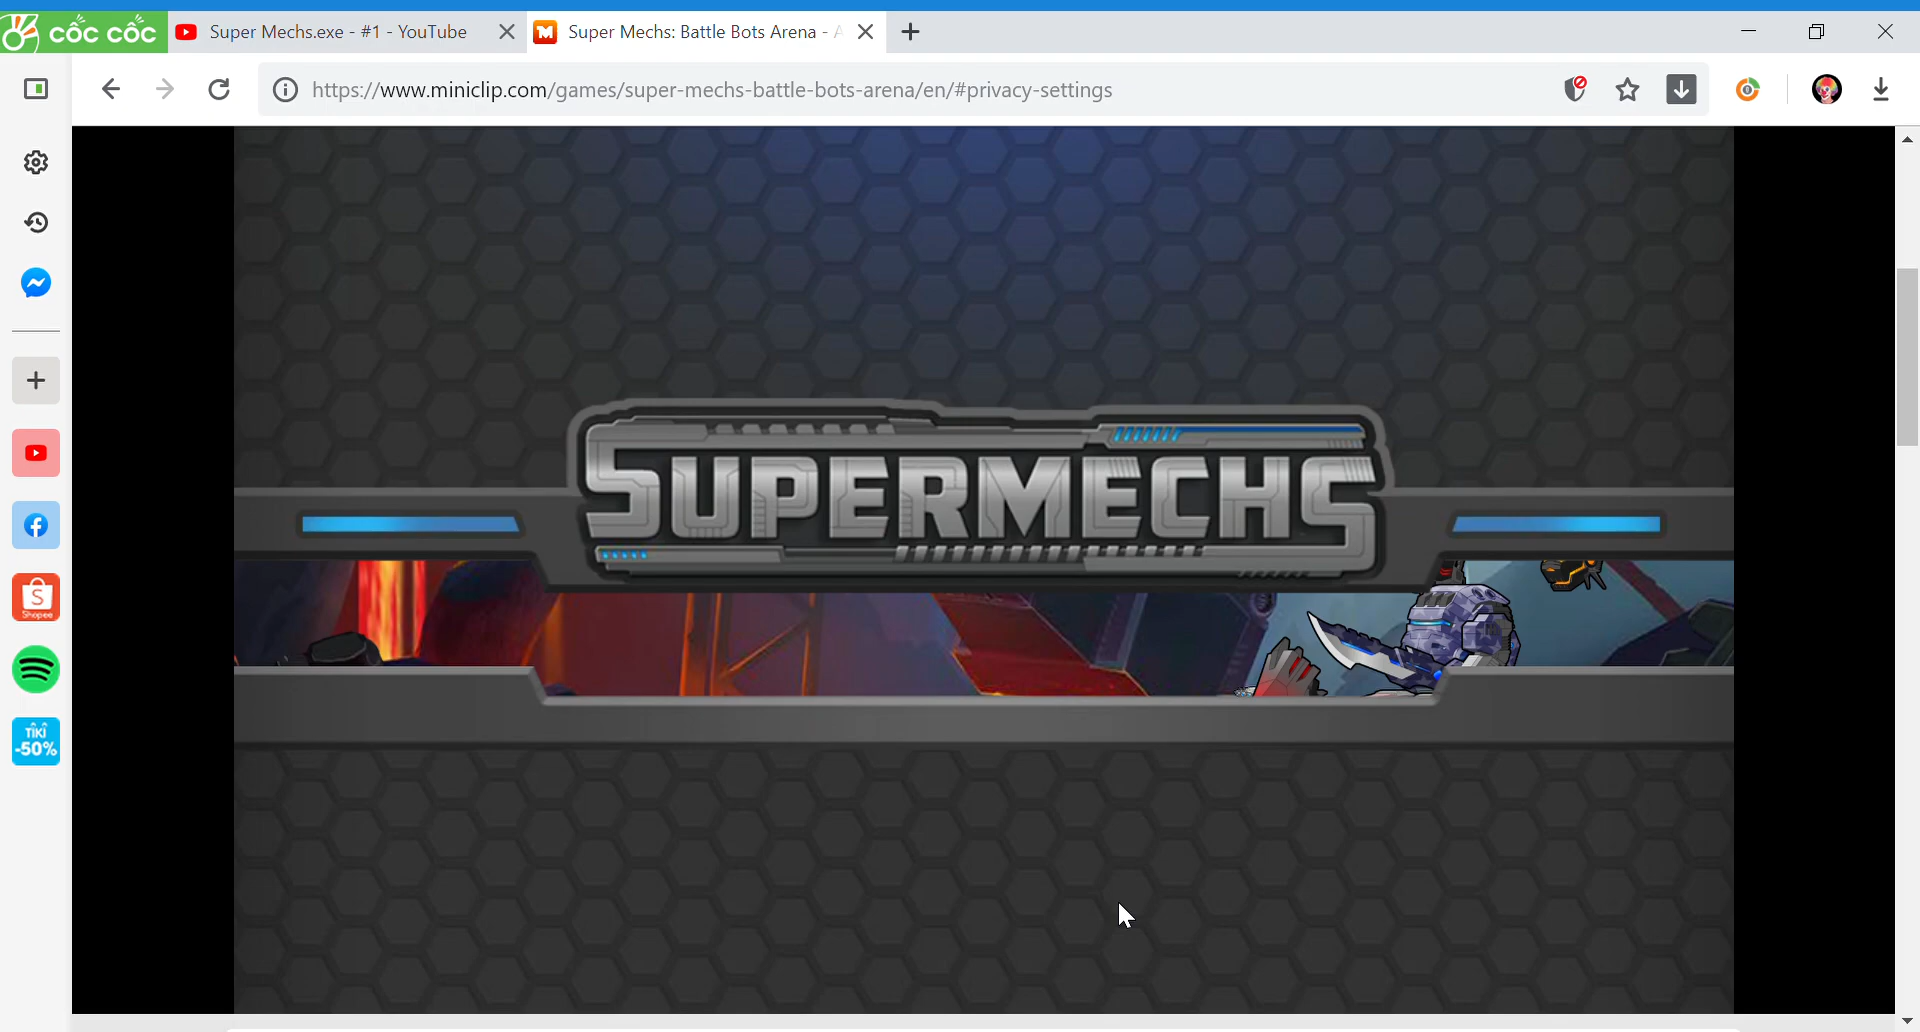 cốc cốc
Super Mechs.exe - #1 - YouTube
Super Mechs: Battle Bots Arena -
https://www.miniclip.com/games/super-mechs-battle-bots-arena/en/#privacy-settings
SUPERMECHS
S
Shopee
TIKI
-50%